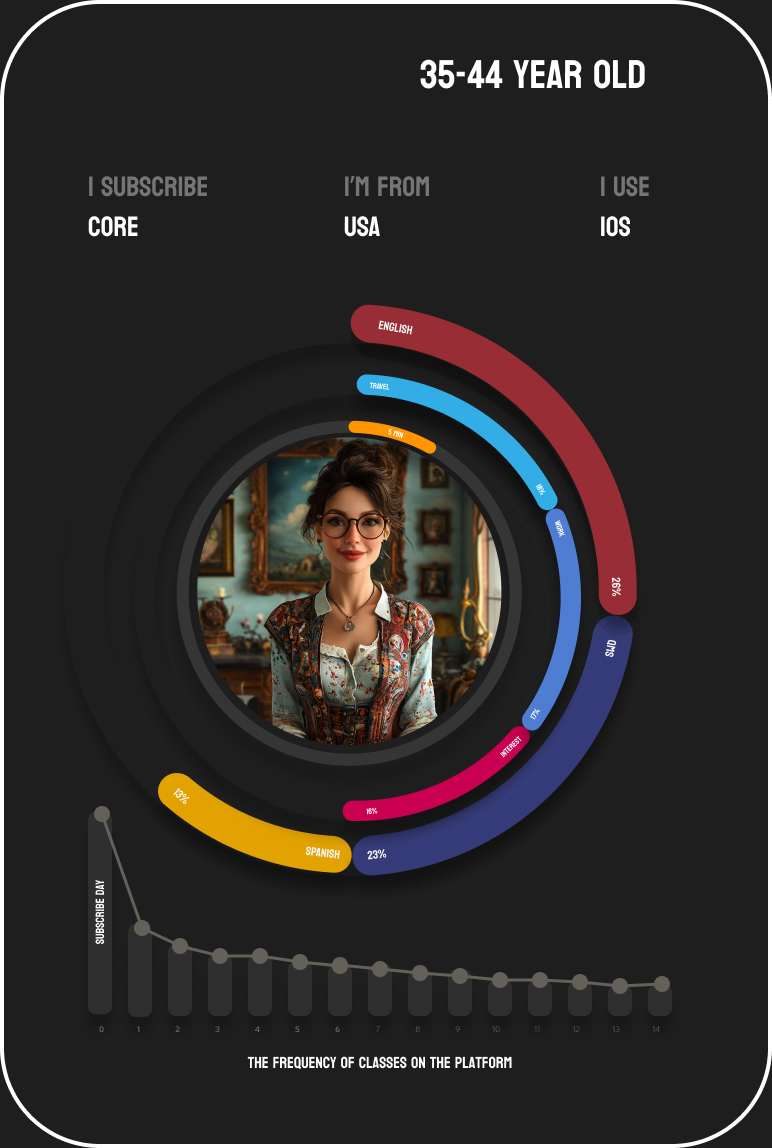 35-44 YEAR OLD
I SUBSCRIBE
I'M FROM
I USE
CORE
USA
IOS
ENGLISH
TRAVEL
5 MIN
18%
WORK
26%
QMS
17%
INTEREST
16%
13%
SPANISH
23%
SUBSCRIBE DAY
0 1 2 3 4 5 6 7 8 9 10 11 12 13 14
THE FREQUENCY OF CLASSES ON THE PLATFORM